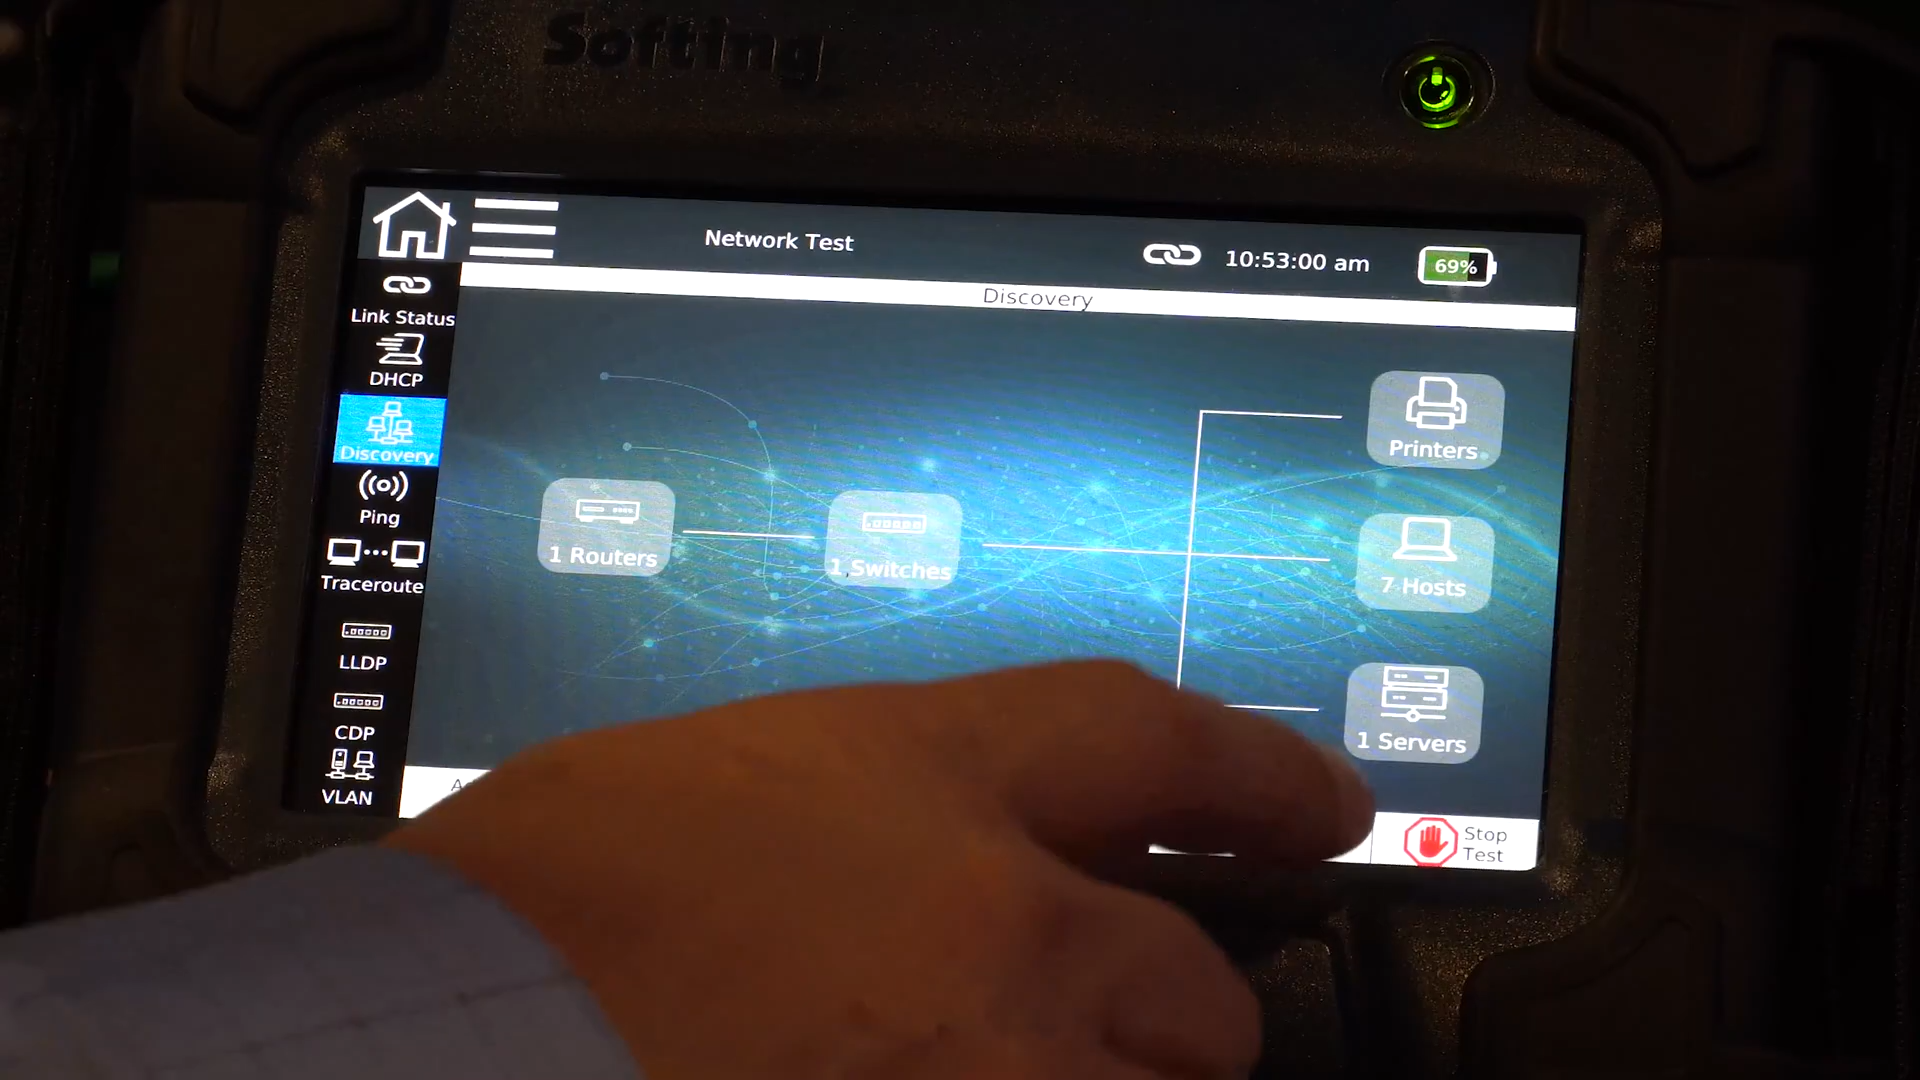 Softing
Network Test
10:53:00 am
69%
Discovery
Link Status
DHCP
Discovery
Ping
Traceroute
LLDP
CDP
VLAN
1 Routers
1 Switches
Printers
7 Hosts
1 Servers
Stop
Test